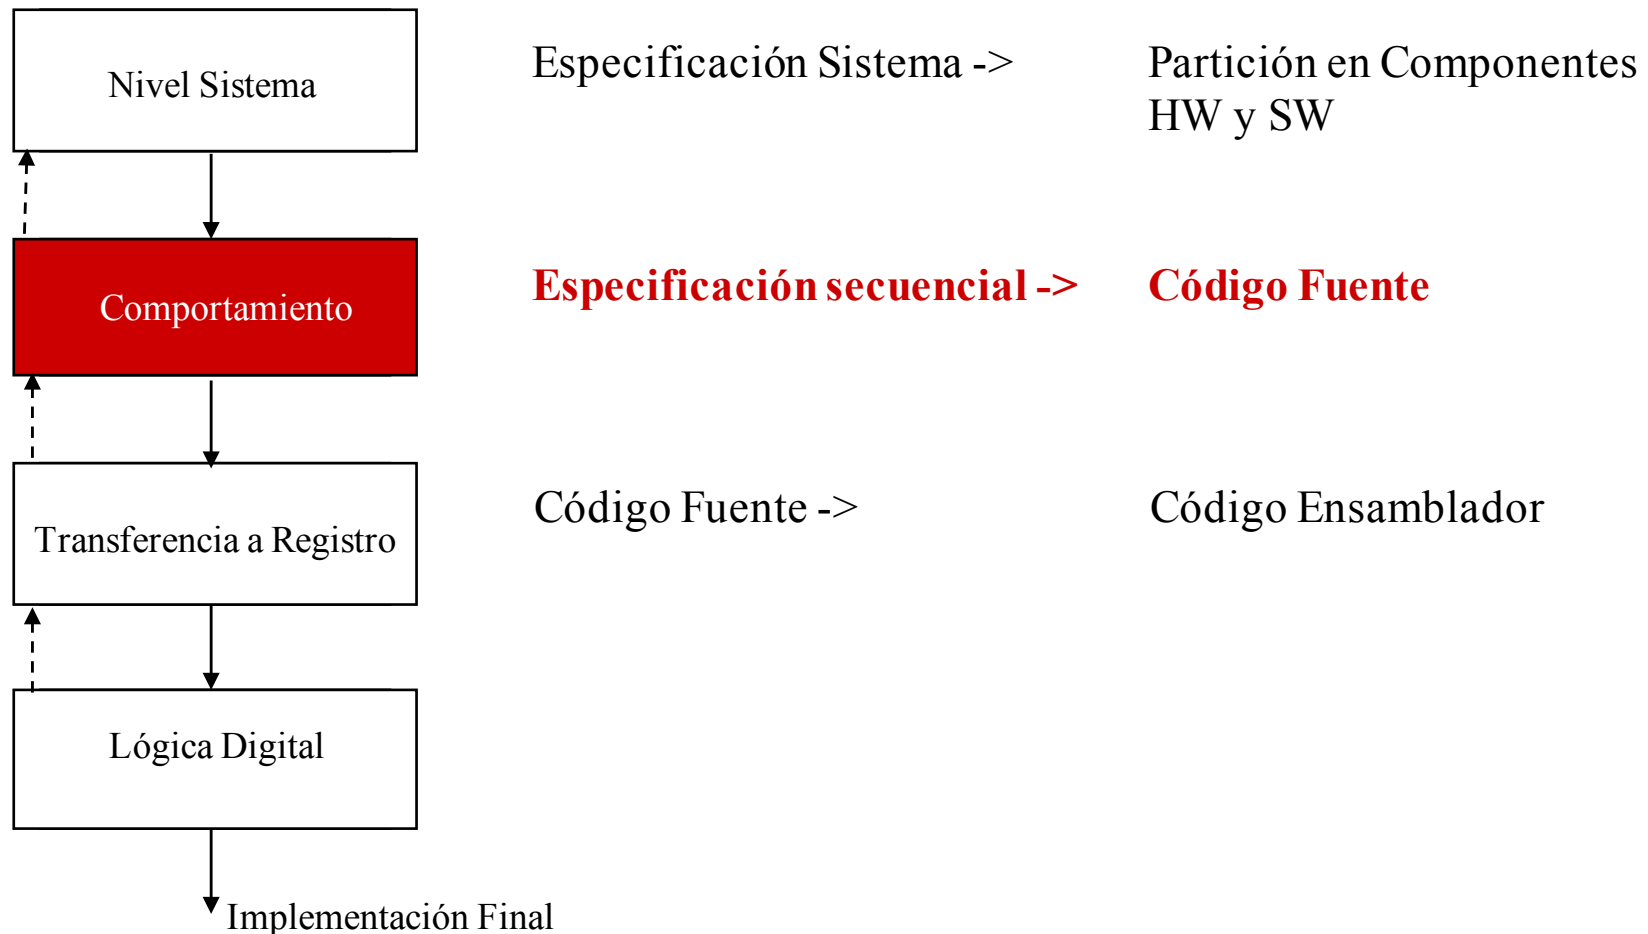 Nivel Sistema
Especificación Sistema ->
Partición en Componentes
HW y SW
Comportamiento
Especificación secuencial ->
Código Fuente
Transferencia a Registro
Código Fuente ->
Código Ensamblador
Lógica Digital
Implementación Final